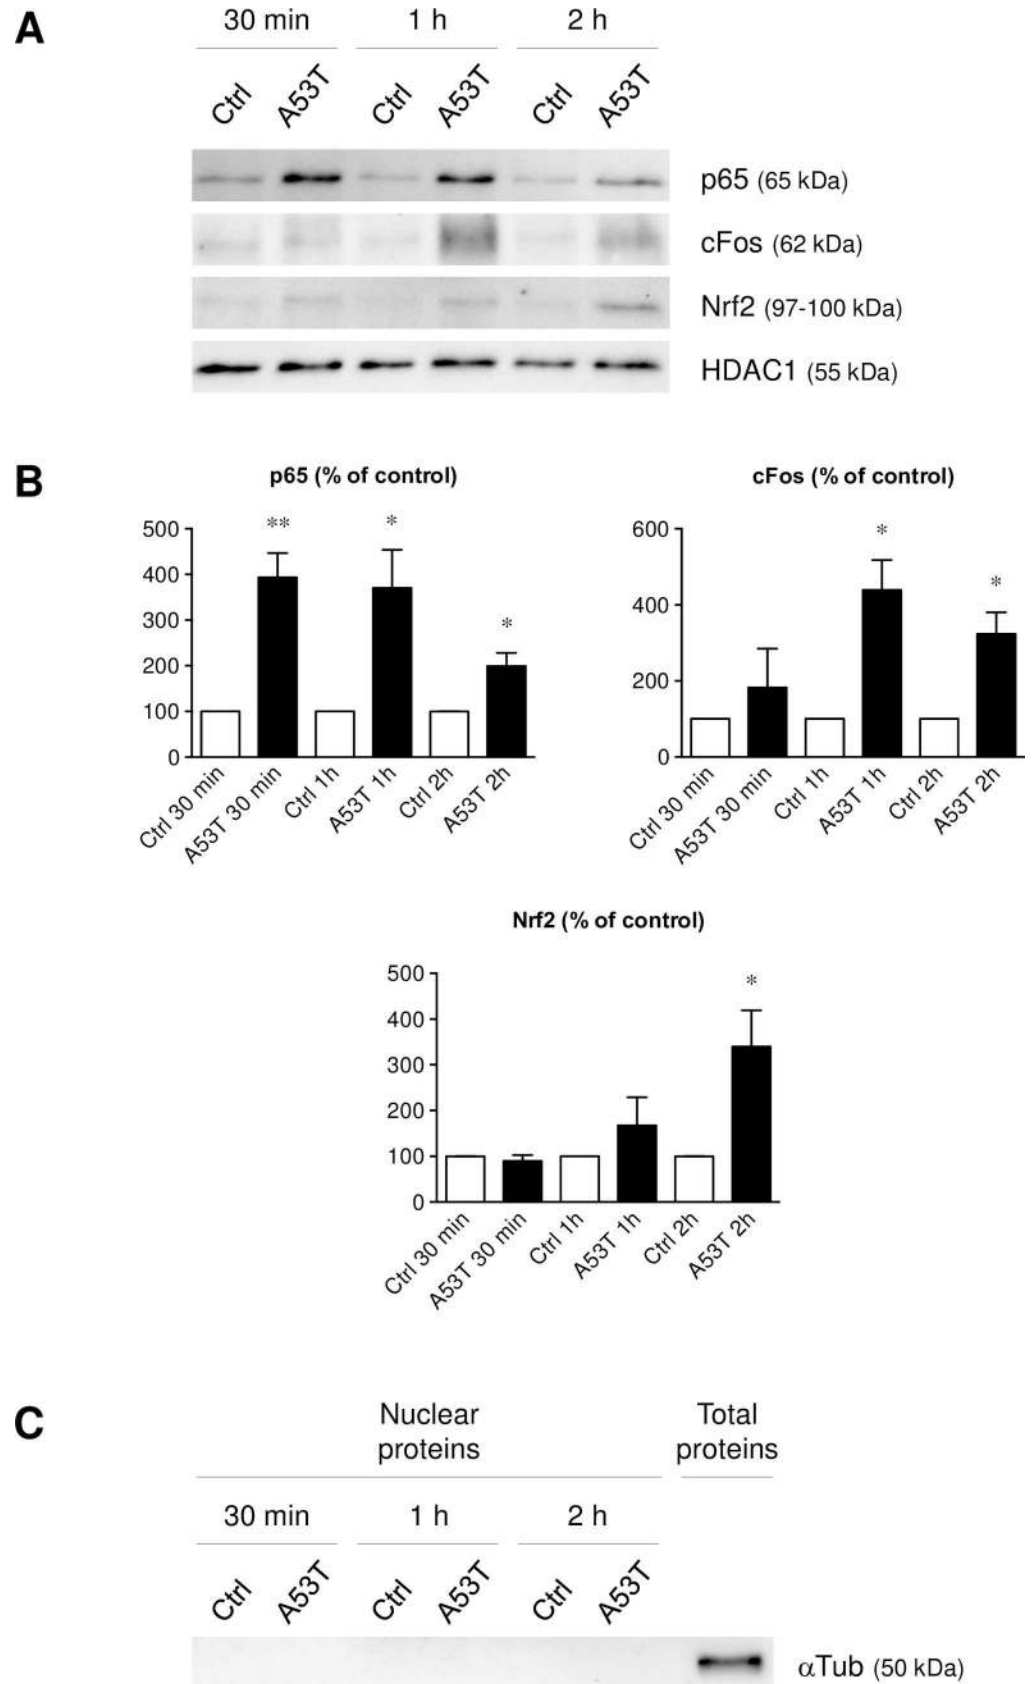 A
30 min 1 h 2 h
Ctrl A53T Ctrl A53T Ctrl A53T
p65 (65 kDa)
cFos (62 kDa)
Nrf2 (97-100 kDa)
HDAC1 (55 kDa)
B
p65 (% of control)
** * *
500
400
300
200
100
0
Ctrl 30 min A53T 30 min Ctrl 1h A53T 1h Ctrl 2h A53T 2h
cFos (% of control)
* *
600
400
200
0
Ctrl 30 min A53T 30 min Ctrl 1h A53T 1h Ctrl 2h A53T 2h
Nrf2 (% of control)
*
500
400
300
200
100
0
Ctrl 30 min A53T 30 min Ctrl 1h A53T 1h Ctrl 2h A53T 2h
C
Nuclear Total
proteins proteins
30 min 1 h 2 h
Ctrl A53T Ctrl A53T Ctrl A53T
αTub (50 kDa)